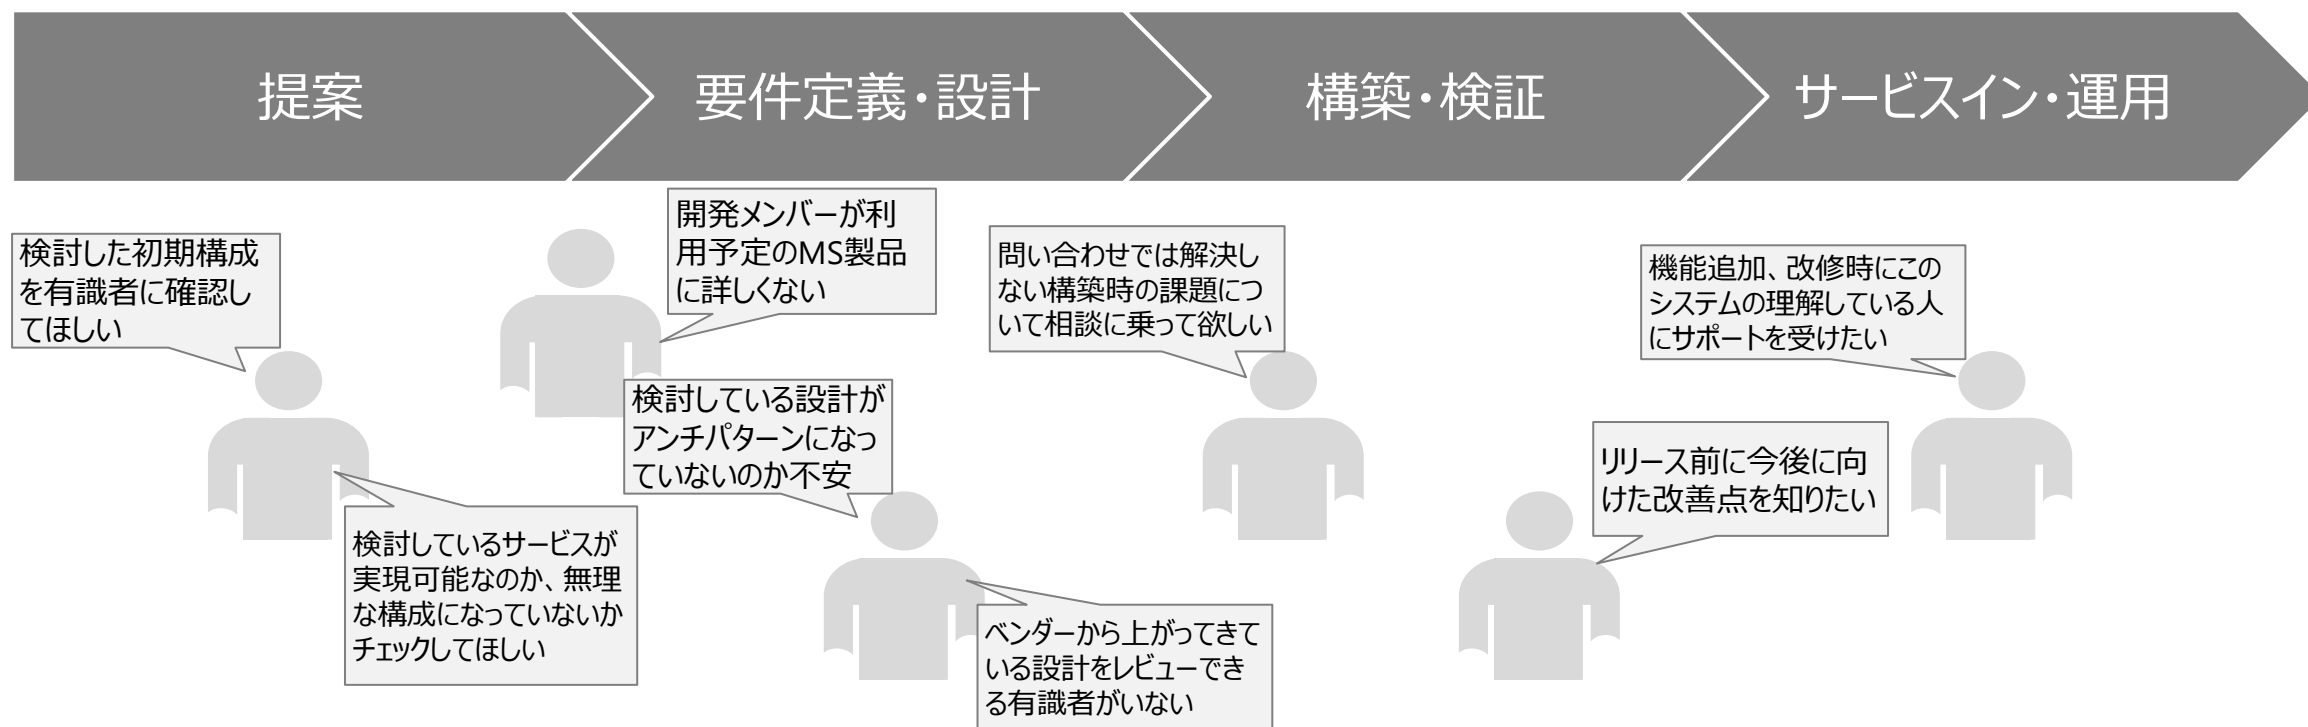 提案
要件定義・設計
構築・検証
サービスイン・運用
検討した初期構成
を有識者に確認し
てほしい
検討しているサービスが
実現可能なのか、無理
な構成になっていないか
チェックしてほしい
開発メンバーが利
用予定のMS製品
に詳しくない
検討している設計が
アンチパターンになっ
ていないのか不安
ベンダーから上がってきて
いる設計をレビューでき
る有識者がいない
問い合わせでは解決し
ない構築時の課題につ
いて相談に乗って欲しい
リリース前に今後に向
けた改善点を知りたい
機能追加、改修時にこの
システムの理解している人
にサポートを受けたい